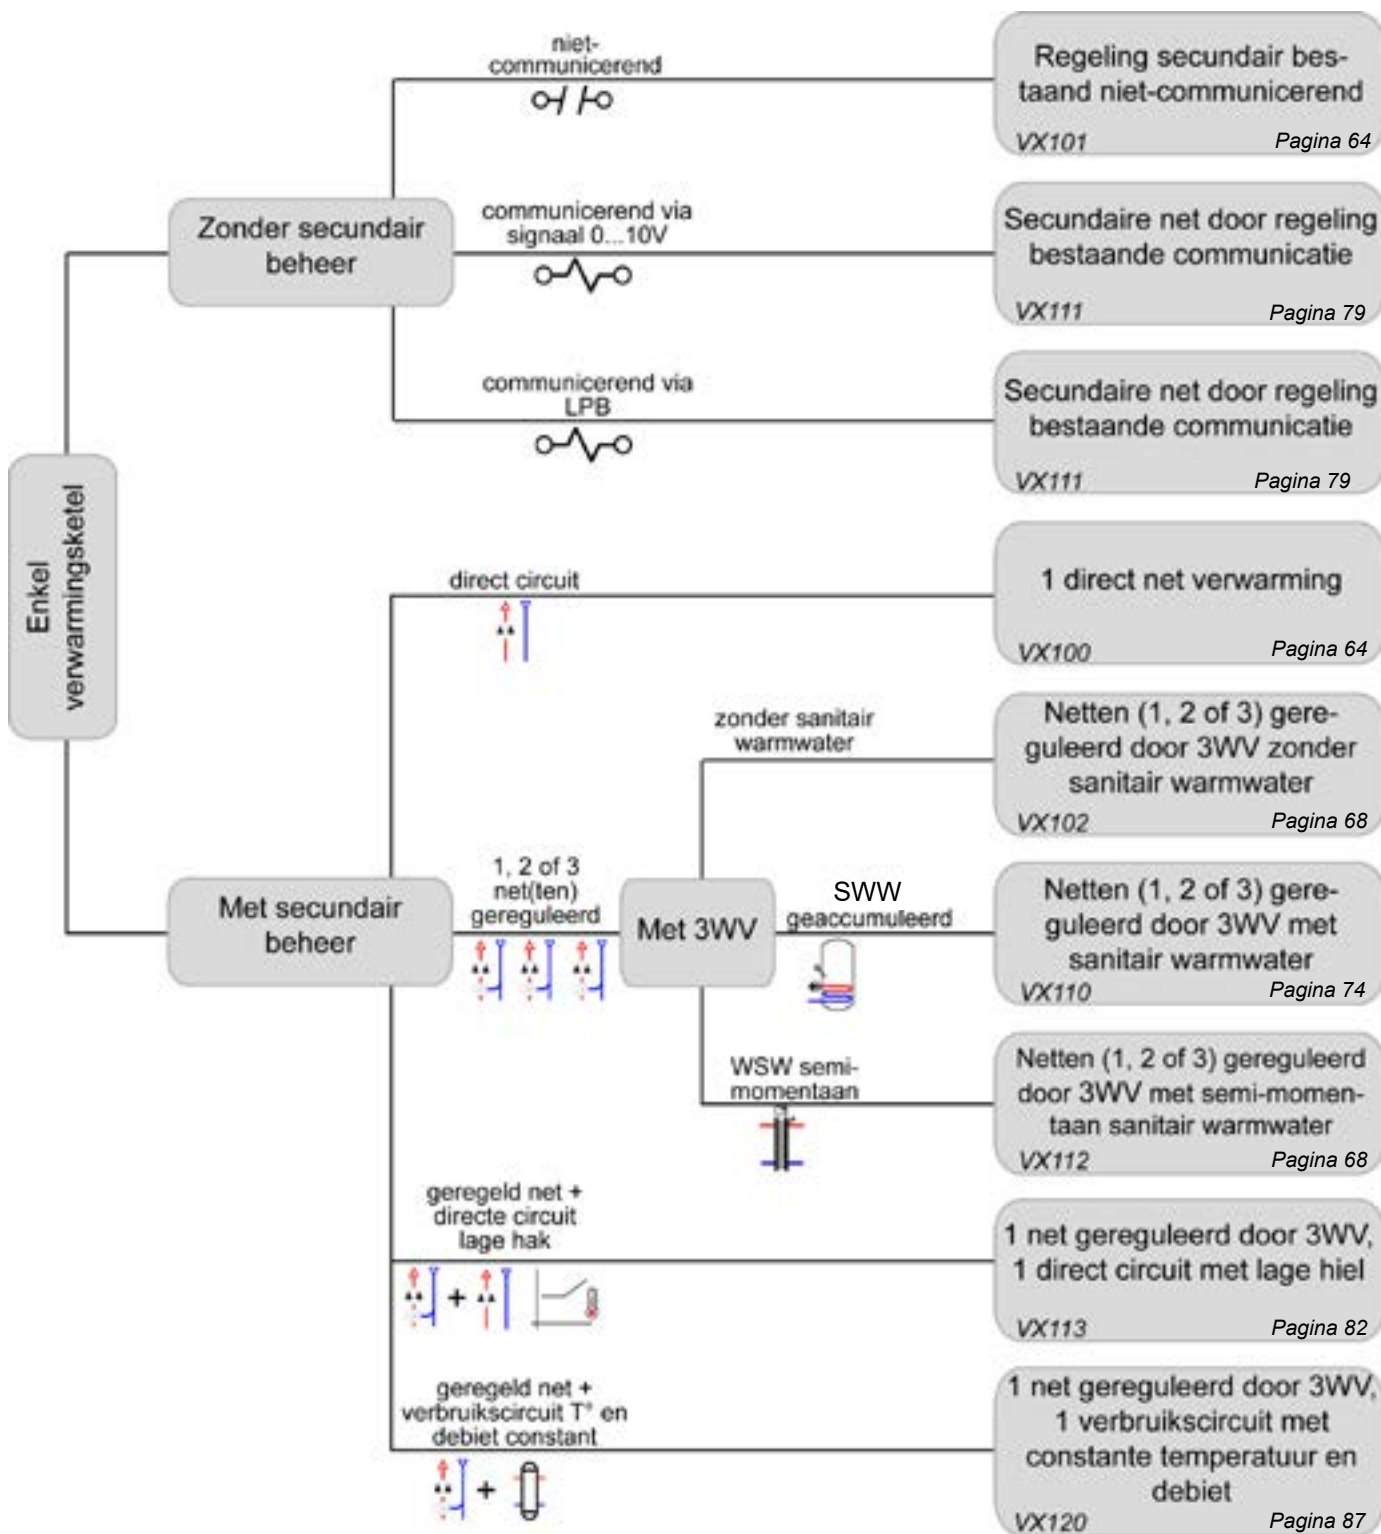 niet-
communicerend
Regeling secundair bes-
taand niet-communicerend
VX101 Pagina 64
Zonder secundair
beheer
communicerend via
signaal 0...10V
Secundaire net door regeling
bestaande communicatie
VX111 Pagina 79
communicerend via
LPB
Secundaire net door regeling
bestaande communicatie
VX111 Pagina 79
Enkel
verwarmingsketel
direct circuit
1 direct net verwarming
VX100 Pagina 64
zonder sanitair
warmwater
Netten (1, 2 of 3) gere-
guleerd door 3WV zonder
sanitair warmwater
VX102 Pagina 68
Met secundair
beheer
1, 2 of 3
net(ten)
gereguleerd
Met 3WV
SWW
geaccumuleerd
Netten (1, 2 of 3) gere-
guleerd door 3WV met
sanitair warmwater
VX110 Pagina 74
WSW semi-
momentaan
Netten (1, 2 of 3) gereguleerd
door 3WV met semi-momen-
taan sanitair warmwater
VX112 Pagina 68
geregeld net +
directe circuit
lage hak
+
1 net gereguleerd door 3WV,
1 direct circuit met lage hiel
VX113 Pagina 82
geregeld net +
verbruikscircuit T° en
debiet constant
+
1 net gereguleerd door 3WV,
1 verbruikscircuit met
constante temperatuur en
debiet
VX120 Pagina 87